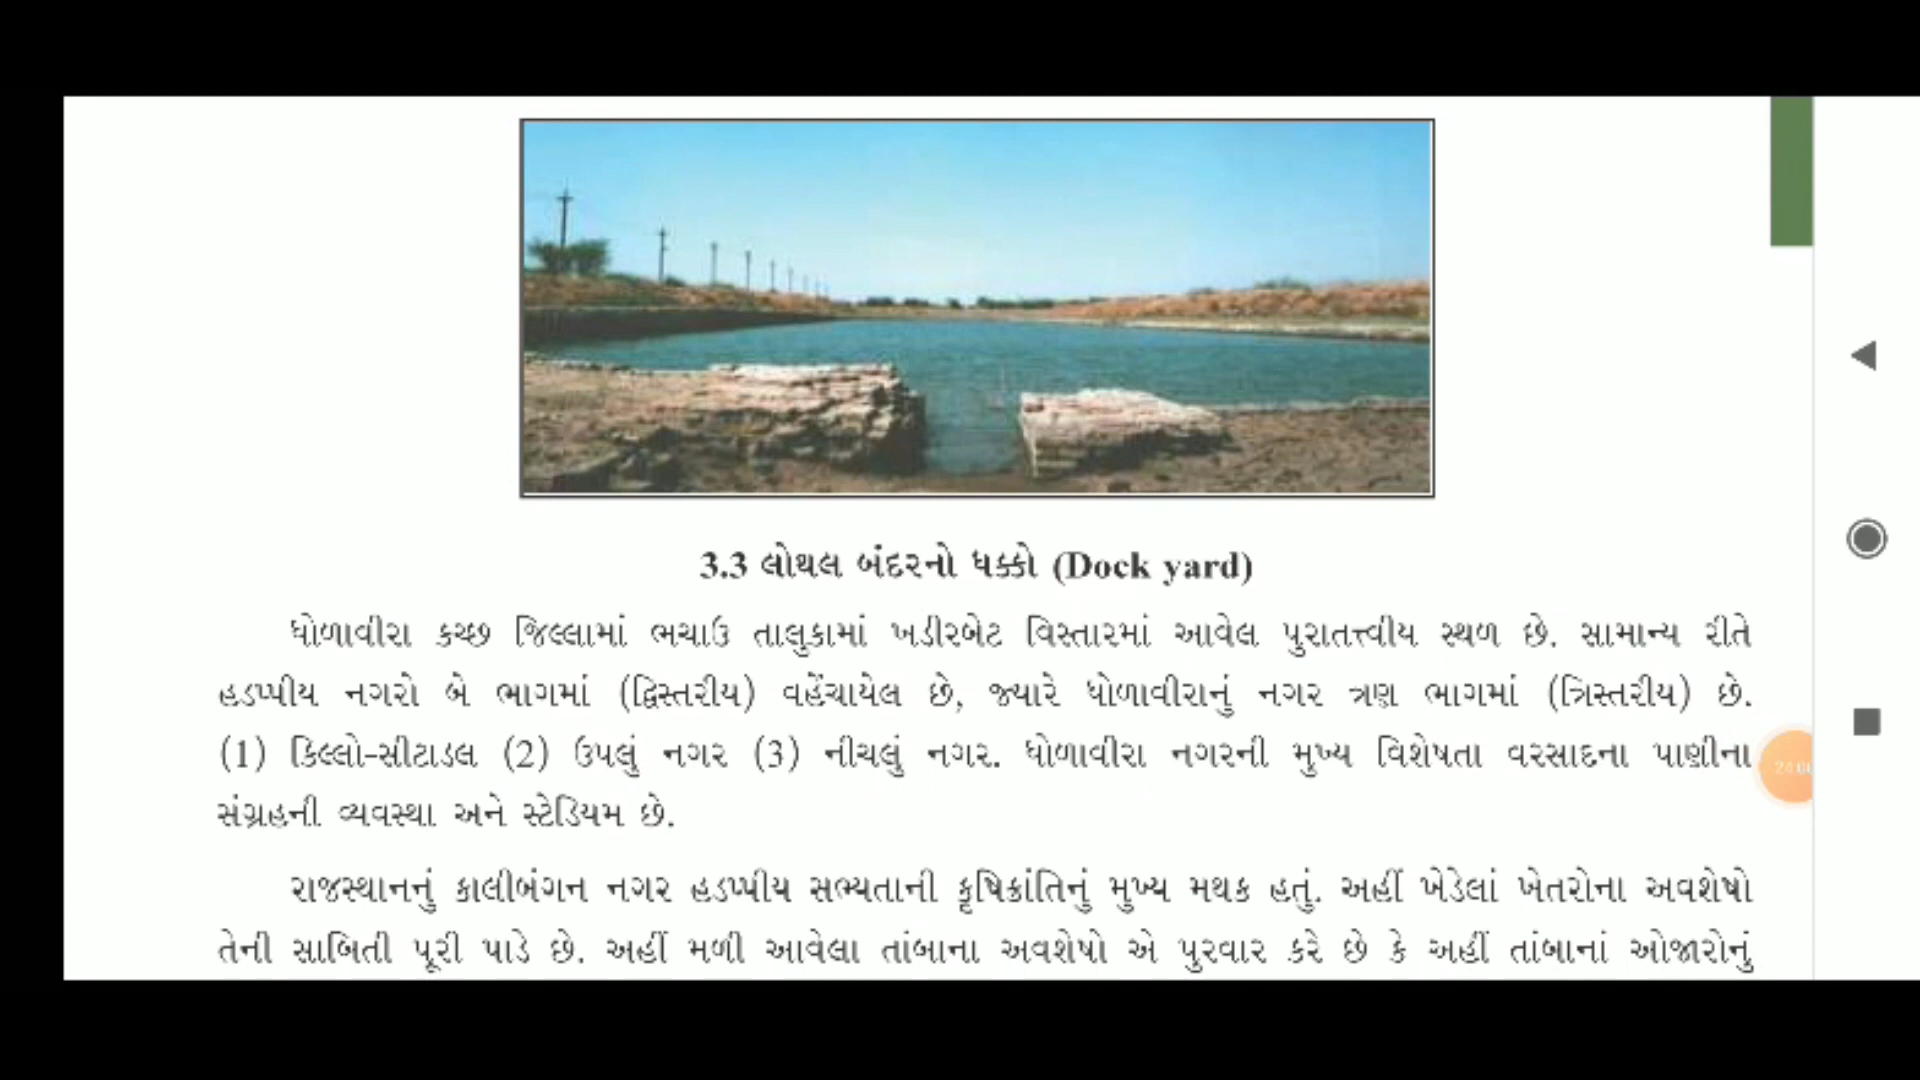 3.3 લોથલ બંદરનો ધક્કો (Dock yard)
ધોળાવીરા કચ્છ જિલ્લામાં ભચાઉ તાલુકામાં ખડીરબેટ વિસ્તારમાં આવેલ પુરાતત્ત્વીય સ્થળ છે. સામાન્ય રીતે
હડપ્પીય નગરો બે ભાગમાં (દ્વિસ્તરીય) વહેંચાયેલ છે, જ્યારે ધોળાવીરાનું નગર ત્રણ ભાગમાં (ત્રિસ્તરીય) છે.
(1) કિલ્લો-સીટાડલ (2) ઉપલું નગર (3) નીચલું નગર. ધોળાવીરા નગરની મુખ્ય વિશેષતા વરસાદના પાણીના
સંગ્રહની વ્યવસ્થા અને સ્ટેડિયમ છે.
રાજસ્થાનનું કાલીબંગન નગર હડપ્પીય સભ્યતાની કૃષિક્રાંતિનું મુખ્ય મથક હતું. અહીં ખેડેલાં ખેતરોના અવશેષો
તેની સાબિતી પૂરી પાડે છે. અહીં મળી આવેલા તાંબાના અવશેષો એ પુરવાર કરે છે કે અહીં તાંબાનાં ઓજારોનું